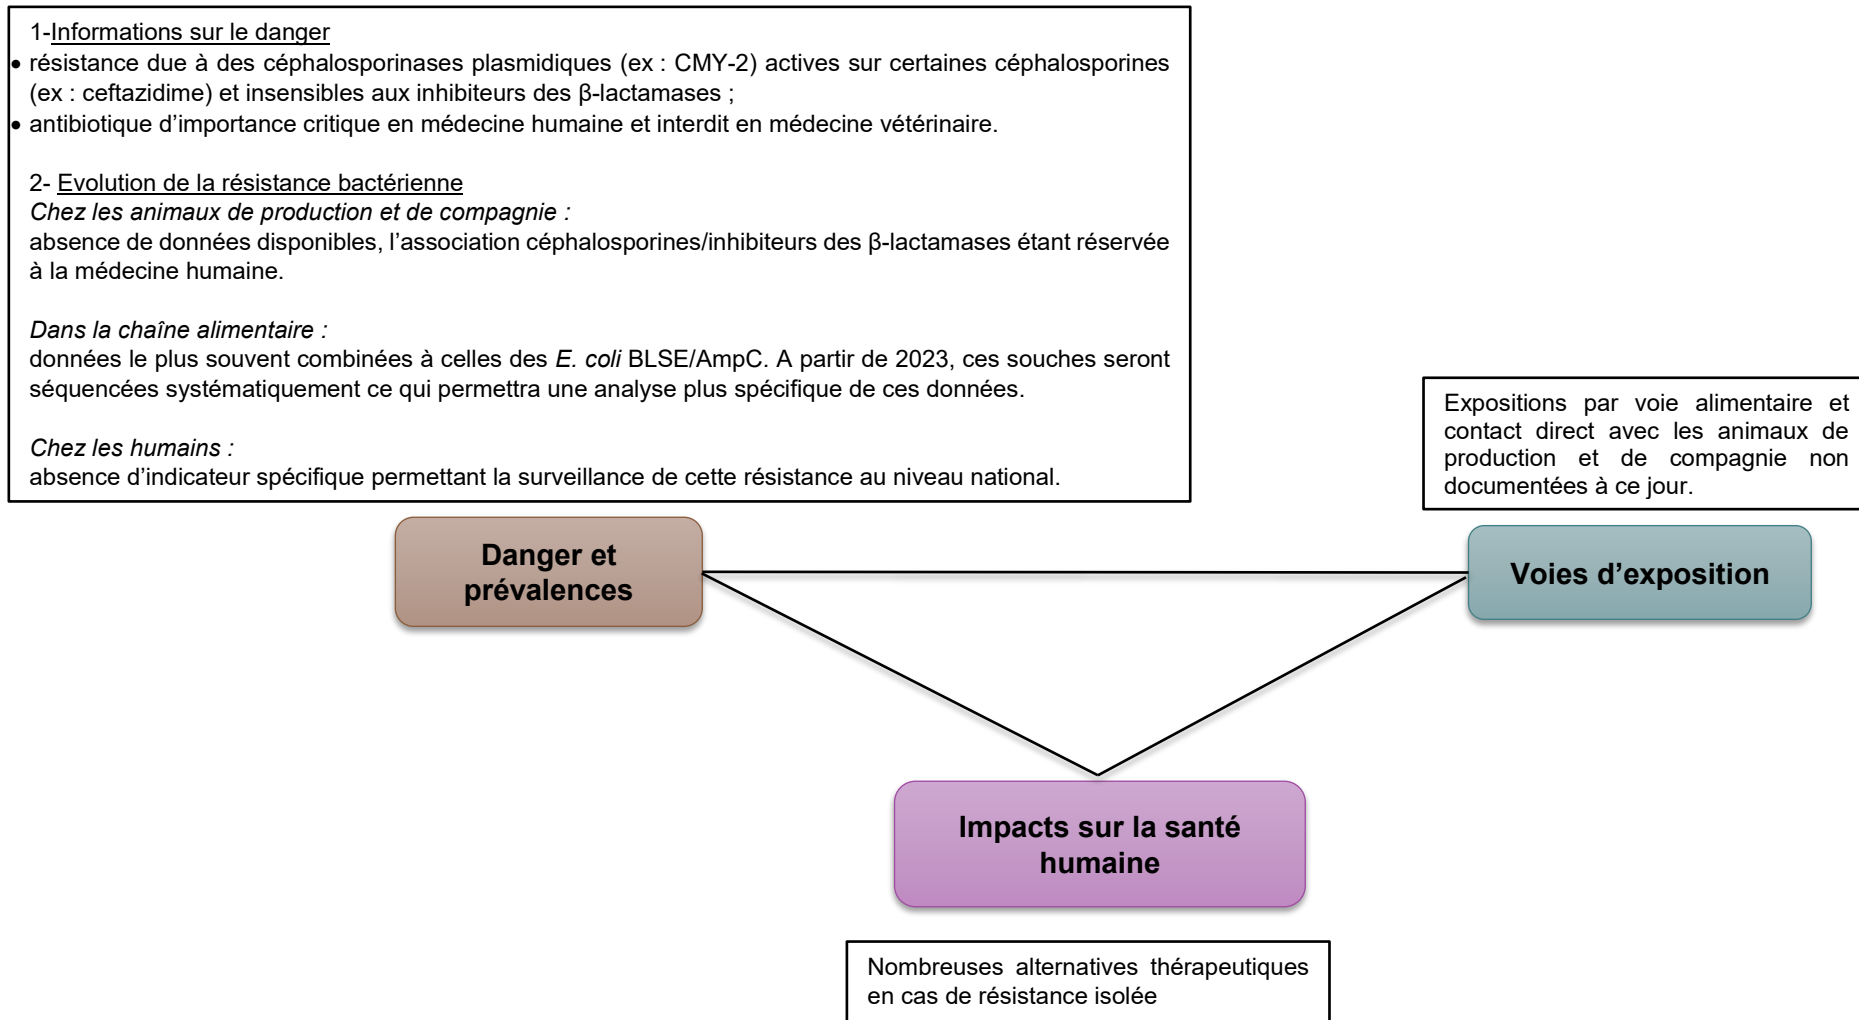 1-Informations sur le danger
• résistance due à des céphalosporinases plasmidiques (ex : CMY-2) actives sur certaines céphalosporines
(ex : ceftazidime) et insensibles aux inhibiteurs des β-lactamases ;
• antibiotique d’importance critique en médecine humaine et interdit en médecine vétérinaire.
2- Evolution de la résistance bactérienne
Chez les animaux de production et de compagnie :
absence de données disponibles, l’association céphalosporines/inhibiteurs des β-lactamases étant réservée
à la médecine humaine.
Dans la chaîne alimentaire :
données le plus souvent combinées à celles des E. coli BLSE/AmpC. A partir de 2023, ces souches seront
séquencées systématiquement ce qui permettra une analyse plus spécifique de ces données.
Chez les humains :
absence d’indicateur spécifique permettant la surveillance de cette résistance au niveau national.
Expositions par voie alimentaire et
contact direct avec les animaux de
production et de compagnie non
documentées à ce jour.
Danger et
prévalences
Voies d’exposition
Impacts sur la santé
humaine
Nombreuses alternatives thérapeutiques
en cas de résistance isolée